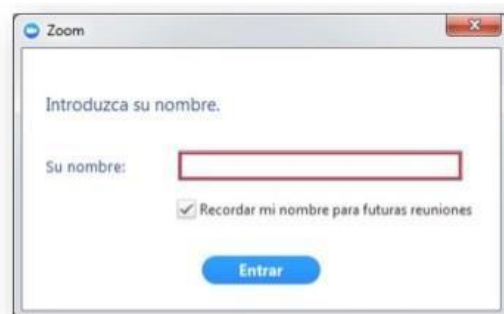 Zoom
Introduzca su nombre.
Su nombre:
Recordar mi nombre para futuras reuniones
Entrar